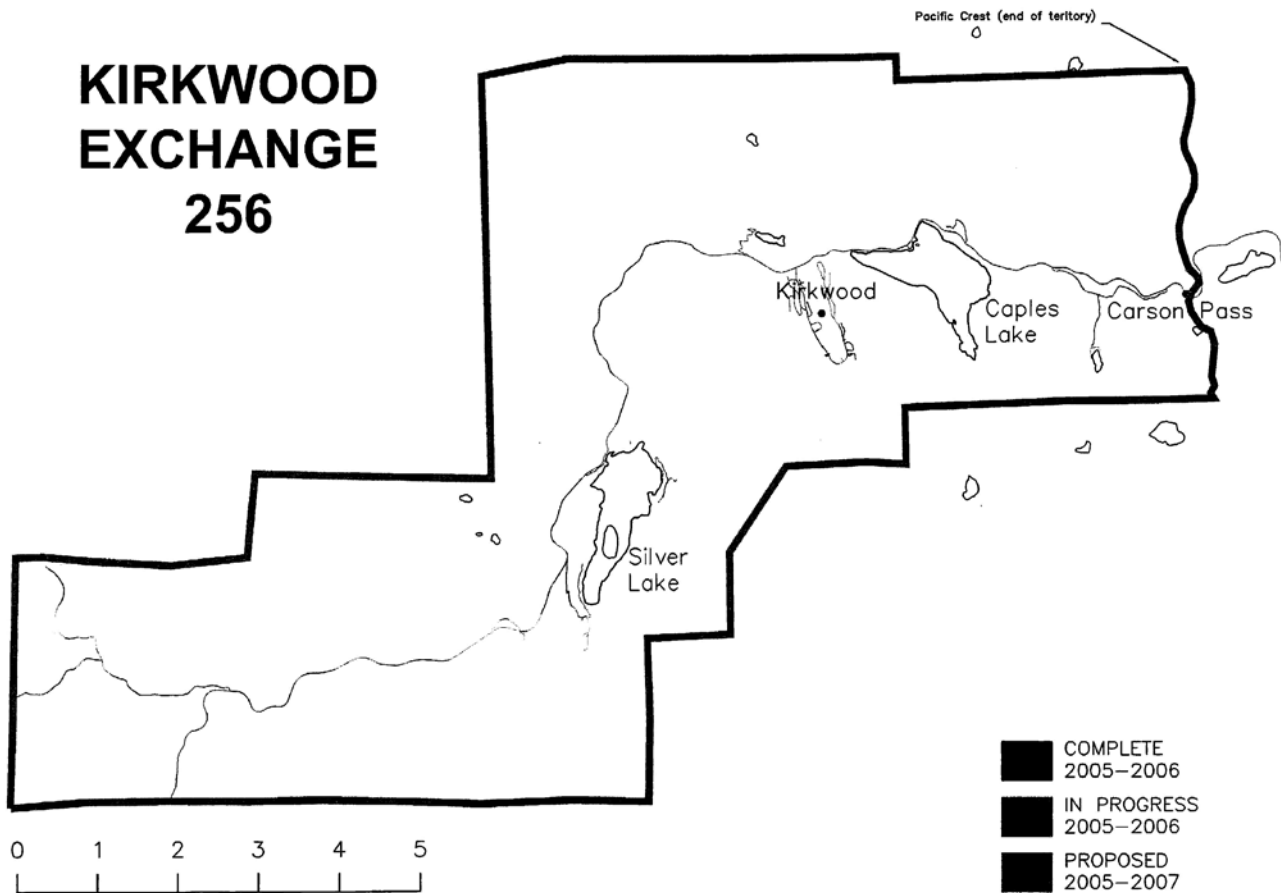 Pacific Crest (end of teritory)
KIRKWOOD
EXCHANGE
256
Kirkwood
Caples
Lake
Carson Pass
Silver
Lake
COMPLETE
2005-2006
IN PROGRESS
2005-2006
PROPOSED
2005-2007
0 1 2 3 4 5